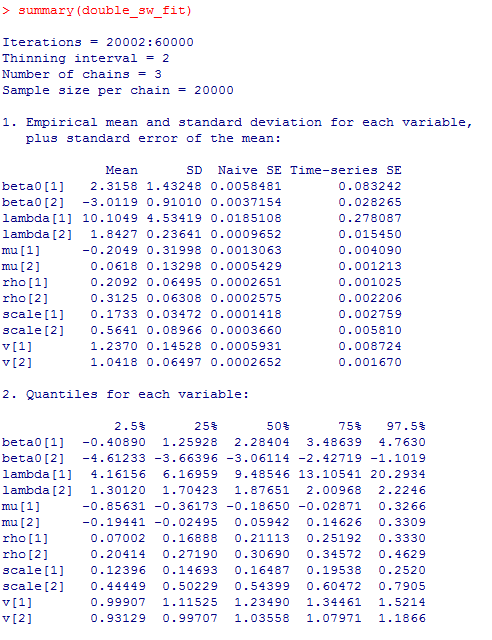 > summary(double_sw_fit)
Iterations = 20002:60000
Thinning interval = 2
Number of chains = 3
Sample size per chain = 20000
1. Empirical mean and standard deviation for each variable,
plus standard error of the mean:
Mean SD Naive SE Time-series SE
beta0[1] 2.3158 1.43248 0.0058481 0.083242
beta0[2] -3.0119 0.91010 0.0037154 0.028265
lambda[1] 10.1049 4.53419 0.0185108 0.278087
lambda[2] 1.8427 0.23641 0.0009652 0.015450
mu[1] -0.2049 0.31998 0.0013063 0.004090
mu[2] 0.0618 0.13298 0.0005429 0.001213
rho[1] 0.2092 0.06495 0.0002651 0.001025
rho[2] 0.3125 0.06308 0.0002575 0.002206
scale[1] 0.1733 0.03472 0.0001418 0.002759
scale[2] 0.5641 0.08966 0.0003660 0.005810
v[1] 1.2370 0.14528 0.0005931 0.008724
v[2] 1.0418 0.06497 0.0002652 0.001670
2. Quantiles for each variable:
2.5% 25% 50% 75% 97.5%
beta0[1] -0.40890 1.25928 2.28404 3.48639 4.7630
beta0[2] -4.61233 -3.66396 -3.06114 -2.42719 -1.1019
lambda[1] 4.16156 6.16959 9.48546 13.10541 20.2934
lambda[2] 1.30120 1.70423 1.87651 2.00968 2.2246
mu[1] -0.85631 -0.36173 -0.18650 -0.02871 0.3266
mu[2] -0.19441 -0.02495 0.05942 0.14626 0.3309
rho[1] 0.07002 0.16888 0.21113 0.25192 0.3330
rho[2] 0.20414 0.27190 0.30690 0.34572 0.4629
scale[1] 0.12396 0.14693 0.16487 0.19538 0.2520
scale[2] 0.44449 0.50229 0.54399 0.60472 0.7905
v[1] 0.99907 1.11525 1.23490 1.34461 1.5214
v[2] 0.93129 0.99707 1.03558 1.07971 1.1866